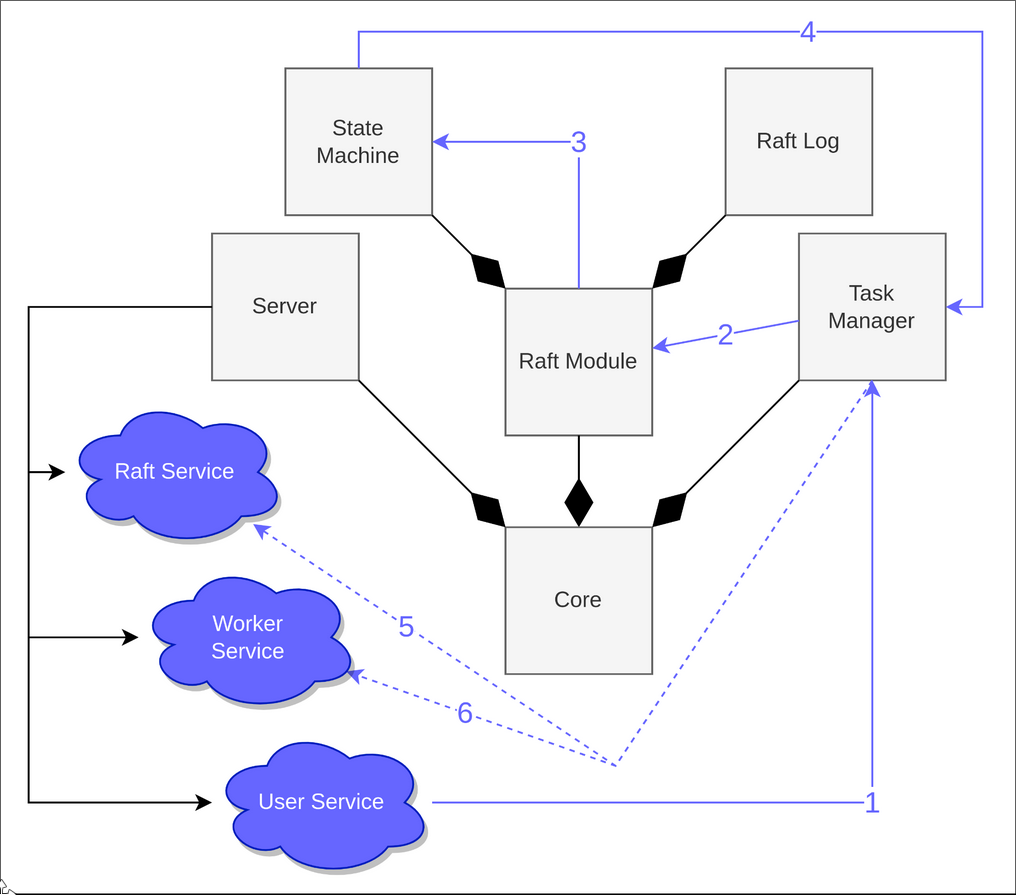 4
State
Machine
3
Raft Log
Server
Task
Manager
2
Raft Module
Raft Service
Core
5
Worker
Service
6
User Service
1